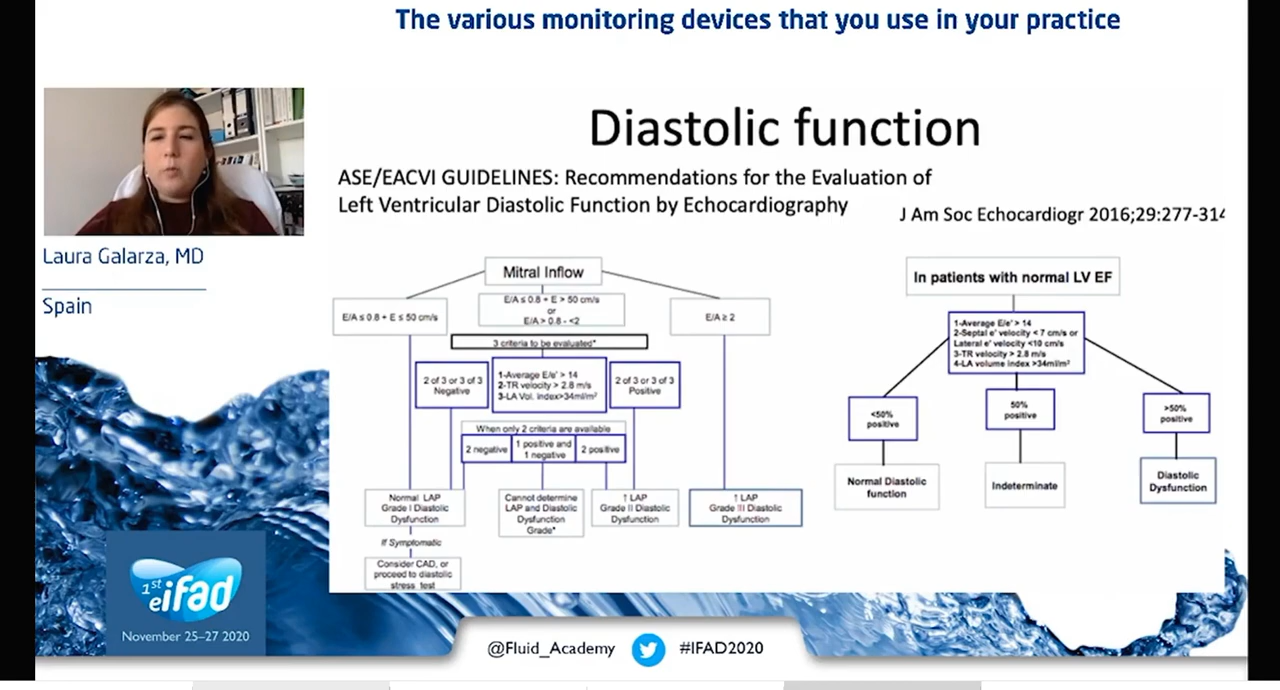 The various monitoring devices that you use in your practice
Laura Galarza, MD
Spain
Diastolic function
ASE/EACVI GUIDELINES: Recommendations for the Evaluation of
Left Ventricular Diastolic Function by Echocardiography
J Am Soc Echocardiogr 2016;29:277-314
Mitral Inflow
E/A ≤ 0.8 + E ≤ 50 cm/s
E/A ≤ 0.8 + E > 50 cm/s
or
E/A > 0.8 - <2
E/A ≥ 2
3 criteria to be evaluated*
2 of 3 or 3 of 3
Negative
1-Average E/e' > 14
2-TR velocity > 2.8 m/s
3-LA Vol. index>34ml/m²
2 of 3 or 3 of 3
Positive
When only 2 criteria are available
2 negative
1 positive and
1 negative
2 positive
Normal LAP
Grade I Diastolic
Dysfunction
Cannot determine
LAP and Diastolic
Dysfunction
Grade*
↑ LAP
Grade II Diastolic
Dysfunction
↑ LAP
Grade III Diastolic
Dysfunction
If Symptomatic
Consider CAD, or
proceed to diastolic
stress test
In patients with normal LV EF
1-Average E/e' > 14
2-Septal e' velocity < 7 cm/s or
Lateral e' velocity <10 cm/s
3-TR velocity > 2.8 m/s
4-LA volume index >34ml/m²
<50%
positive
50%
positive
>50%
positive
Normal Diastolic
function
Indeterminate
Diastolic
Dysfunction
1st
eifad
November 25–27 2020
@Fluid_Academy
#IFAD2020